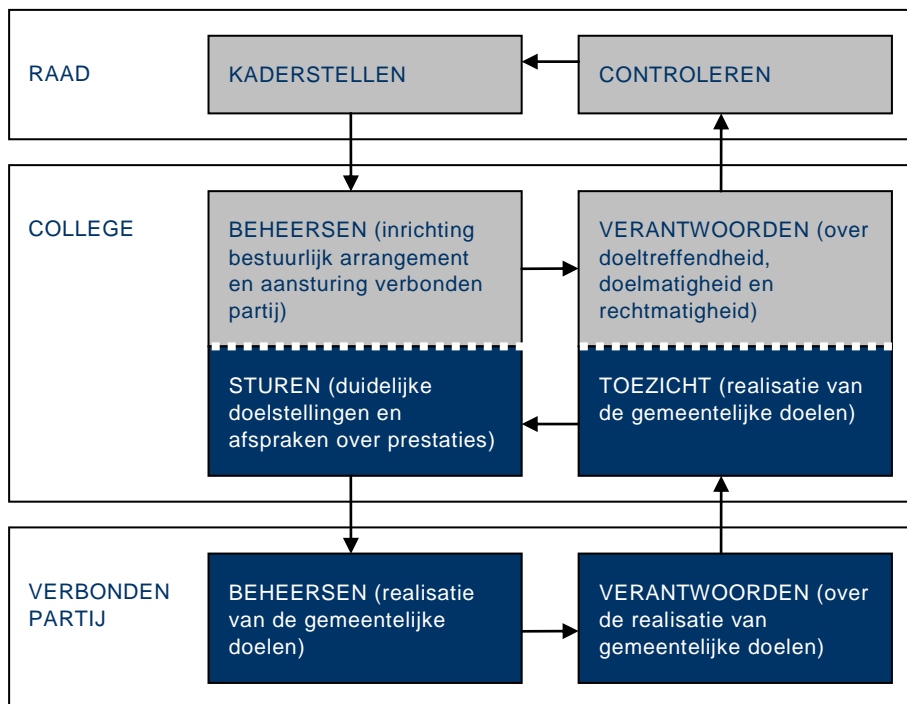 RAAD
KADERSTELLEN
CONTROLEREN
COLLEGE
BEHEERSEN (inrichting
bestuurlijk arrangement
en aansturing verbonden
partij)
VERANTWOORDEN (over
doeltreffendheid,
doelmatigheid en
rechtmatigheid)
STUREN (duidelijke
doelstellingen en
afspraken over prestaties)
TOEZICHT (realisatie van
de gemeentelijke doelen)
VERBONDEN
PARTIJ
BEHEERSEN (realisatie
van de gemeentelijke
doelen)
VERANTWOORDEN (over
de realisatie van
gemeentelijke doelen)